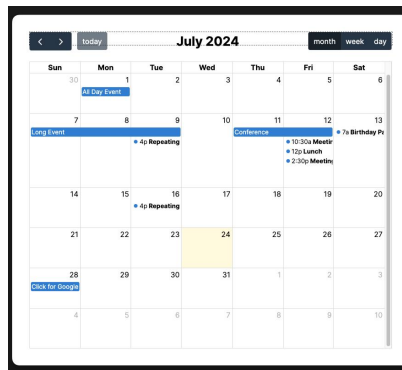 today
July 2024
month week day
Sun Mon Tue Wed Thu Fri Sat
30 1 2 3 4 5 6
All Day Event
7 8 9 10 11 12 13
Long Event Conference 7a Birthday Pa
4p Repeating 10:30a Meetin
12p Lunch
2:30p Meeting
14 15 16 17 18 19 20
4p Repeating
21 22 23 24 25 26 27
28 29 30 31 1 2 3
Click for Google
4 5 6 7 8 9 10